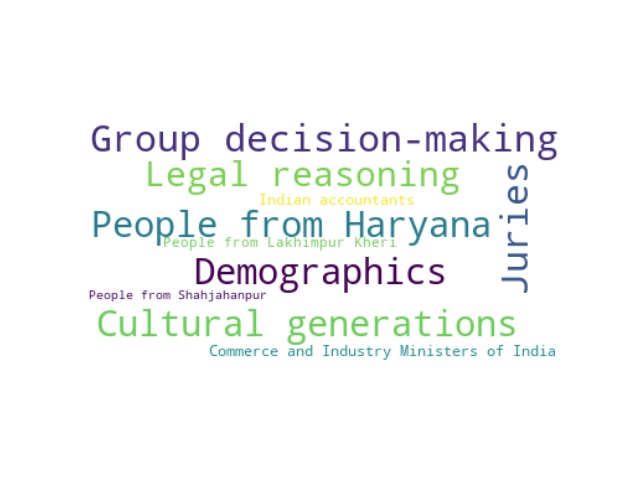 Group decision-making
Legal reasoning
Juries
Indian accountants
People from Haryana
People from Lakhimpur Kheri
Demographics
People from Shahjahanpur
Cultural generations
Commerce and Industry Ministers of India